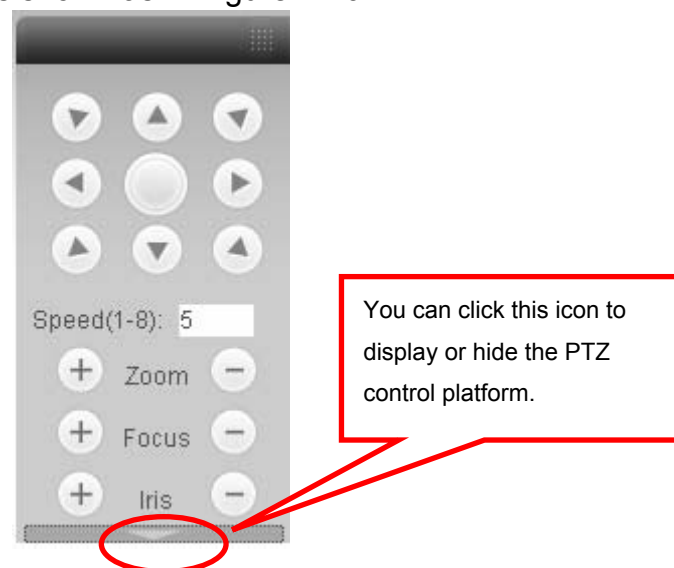 Speed(1-8): 5
You can click this icon to
display or hide the PTZ
control platform.
+ Zoom −
+ Focus −
+ Iris −